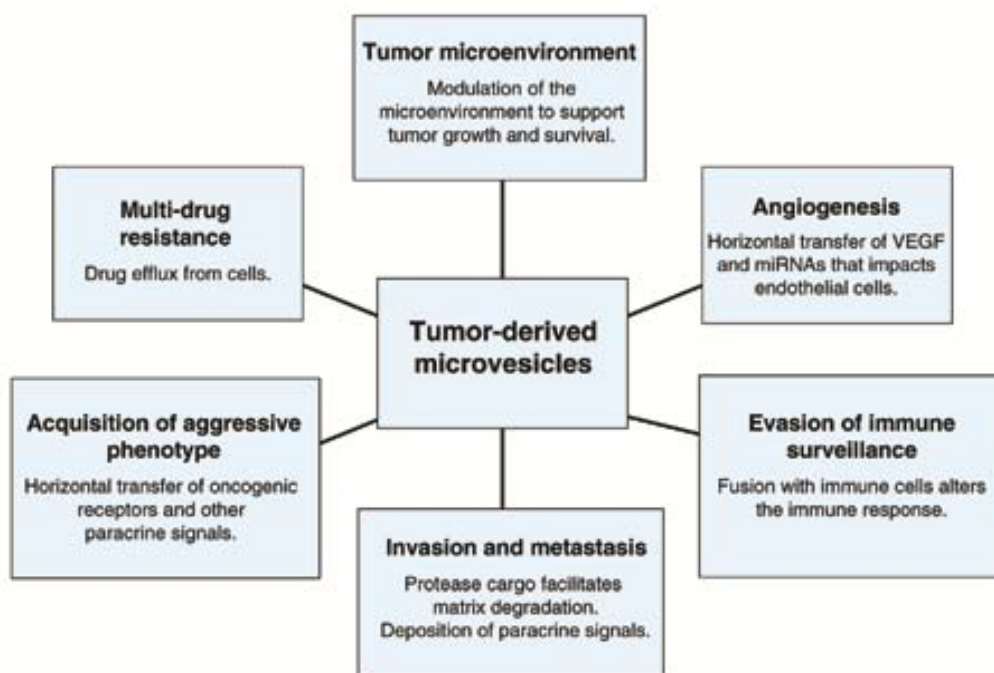 Tumor microenvironment
Modulation of the
microenvironment to support
tumor growth and survival.
Multi-drug
resistance
Drug efflux from cells.
Angiogenesis
Horizontal transfer of VEGF
and miRNAs that impacts
endothelial cells.
Tumor-derived
microvesicles
Acquisition of aggressive
phenotype
Horizontal transfer of oncogenic
receptors and other
paracrine signals.
Evasion of immune
surveillance
Fusion with immune cells alters
the immune response.
Invasion and metastasis
Protease cargo facilitates
matrix degradation.
Deposition of paracrine signals.